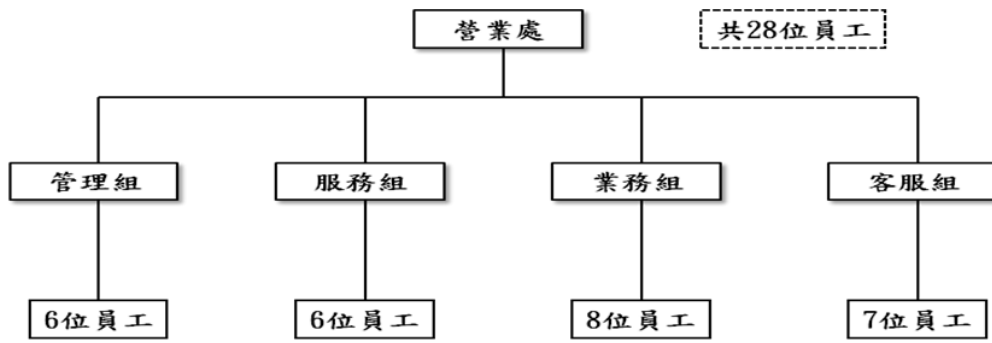 營業處
共28位員工
管理組
服務組
業務組
客服組
6位員工
6位員工
8位員工
7位員工